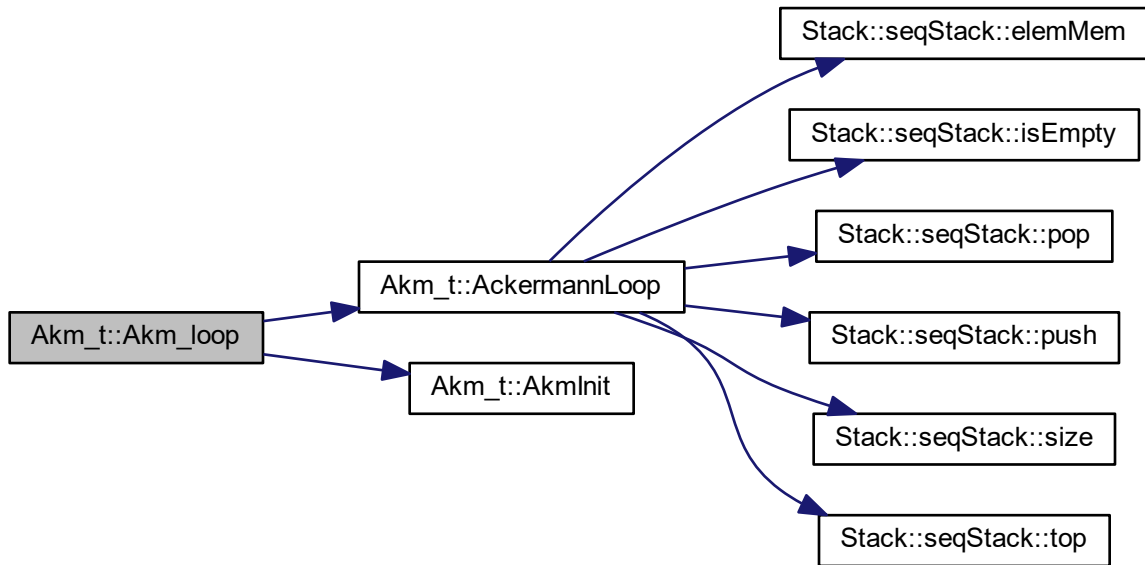 Stack::seqStack::elemMem
Stack::seqStack::isEmpty
Stack::seqStack::pop
Akm_t::AckermannLoop
Akm_t::Akm_loop
Stack::seqStack::push
Akm_t::AkmInit
Stack::seqStack::size
Stack::seqStack::top